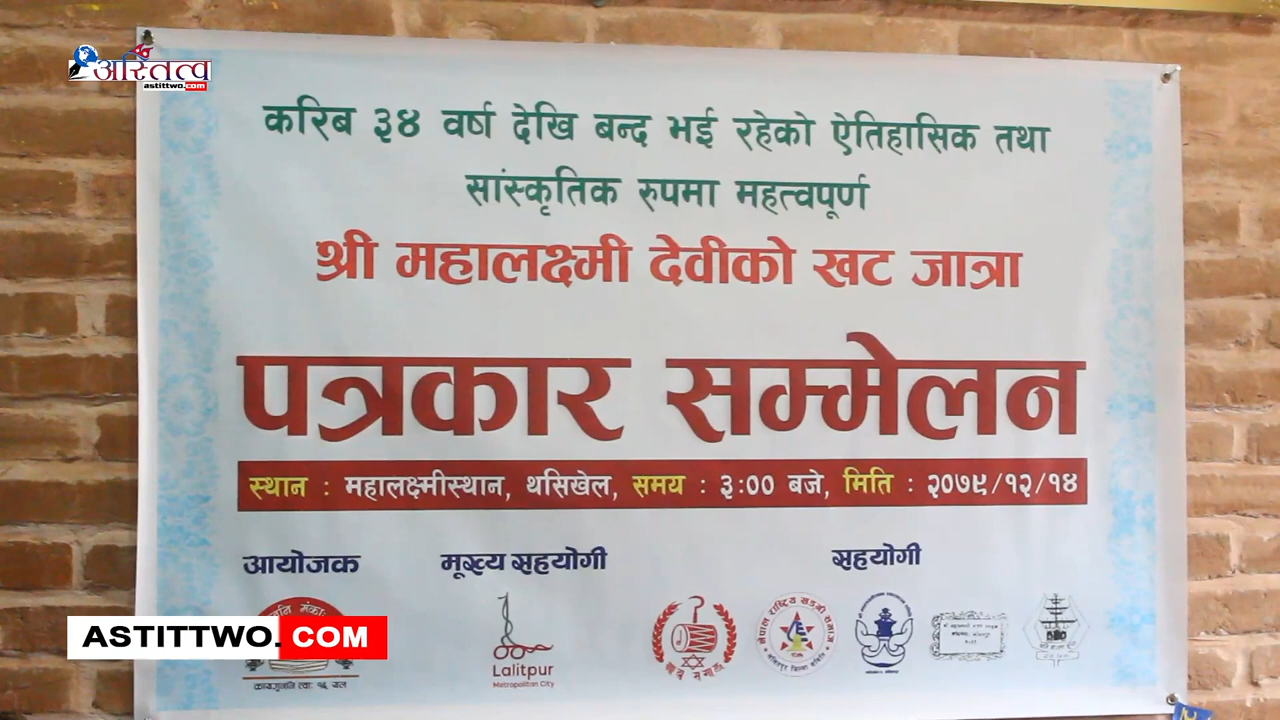 अस्तित्व
astittwo.com
करिब ३४ वर्ष देखि बन्द भई रहेको ऐतिहासिक तथा
सांस्कृतिक रुपमा महत्वपूर्ण
श्री महालक्ष्मी देवीको खट जात्रा
पत्रकार सम्मेलन
स्थान : महालक्ष्मीस्थान, थसिखेल, समय : ३:०० बजे, मिति : २०७९/१२/१४
आयोजक मूख्य सहयोगी सहयोगी
ASTITTWO.COM
Lalitpur
Metropolitan City